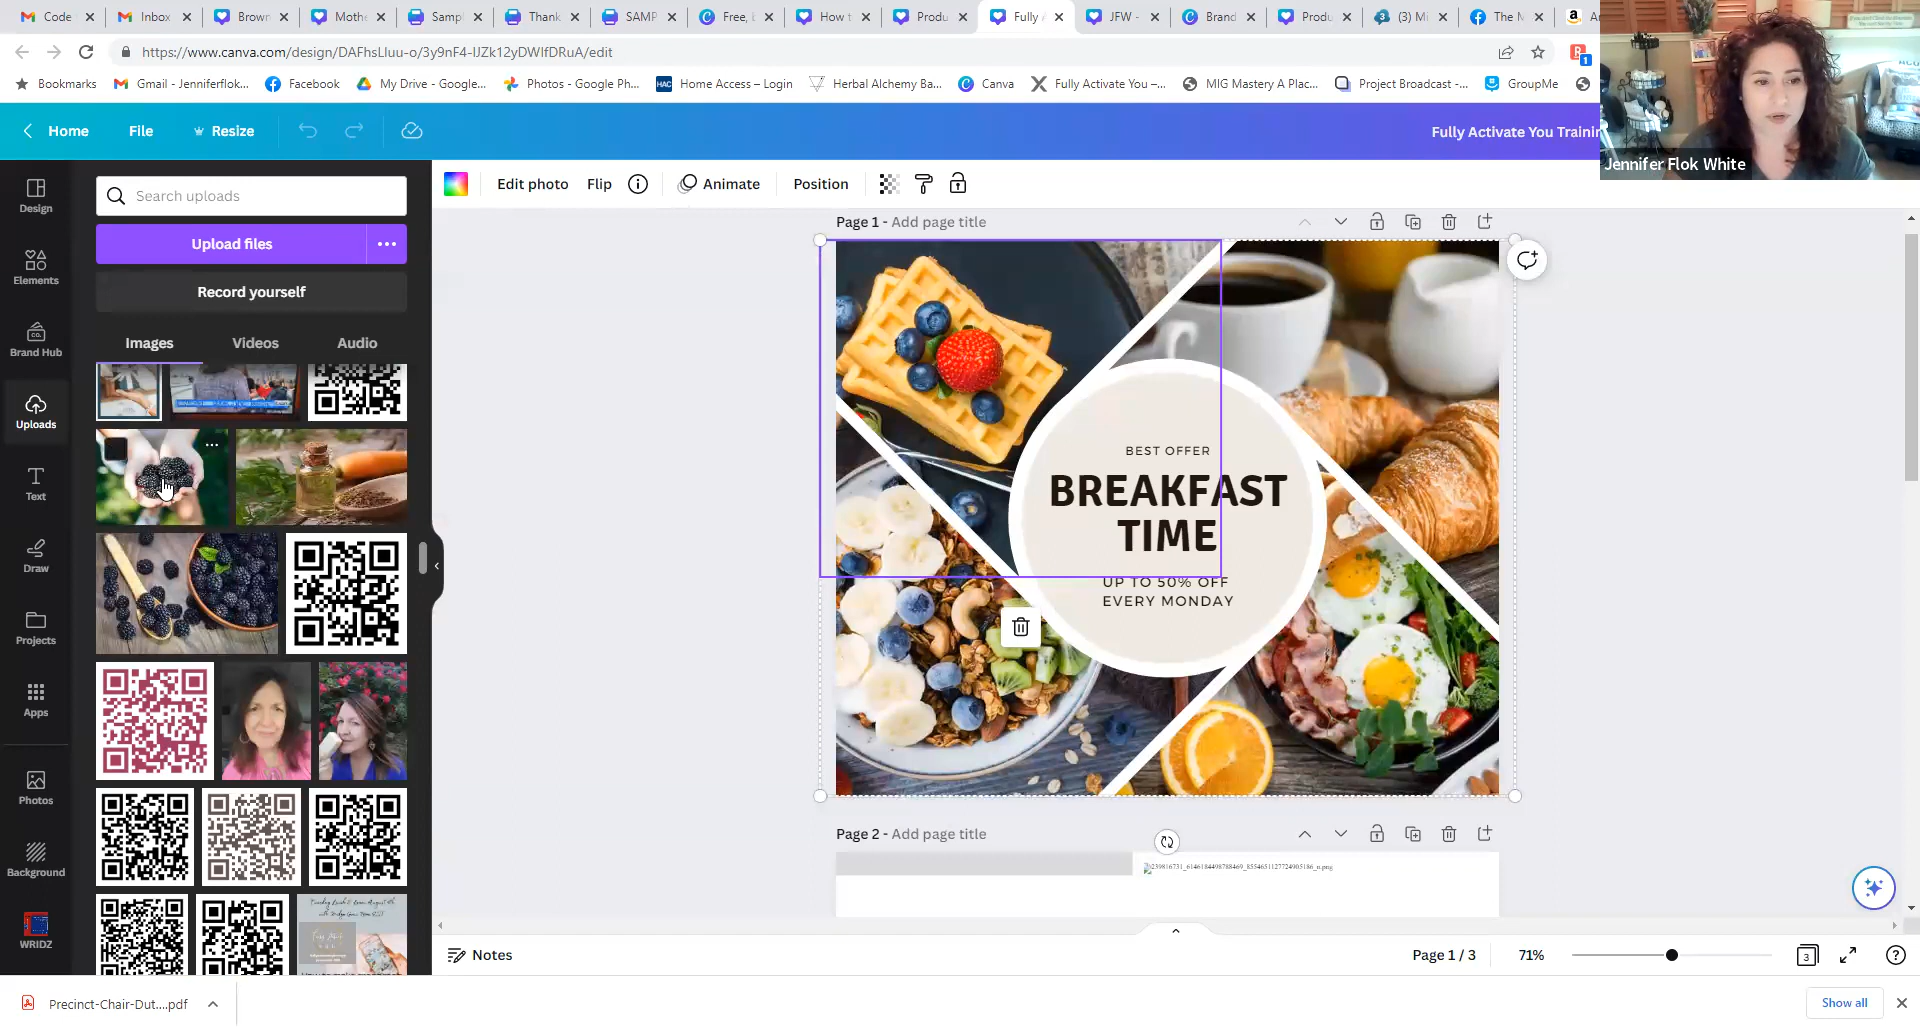 Code
Inbox
Brown
Mothe
Sampl
Thank
SAMP
Free, b
How t
Produ
Fully
JFW -
Brand
Produ
(3) Mi
The M
https://www.canva.com/design/DAFhsLluu-o/3y9nF4-IJZk12yDWIfDRuA/edit
Bookmarks
Gmail - Jenniferflok...
Facebook
My Drive - Google...
Photos - Google Ph...
HAC
Home Access – Login
Herbal Alchemy Ba...
Canva
Fully Activate You –...
MIG Mastery A Plac...
Project Broadcast -...
GroupMe
Home
File
Resize
Fully Activate You Trainin
Jennifer Flok White
Design
Elements
Brand Hub
Uploads
Text
Draw
Projects
Apps
Photos
Background
WRIDZ
Search uploads
Upload files
Record yourself
Images
Videos
Audio
Edit photo
Flip
Animate
Position
Page 1 - Add page title
BEST OFFER
BREAKFAST
TIME
UP TO 50% OFF
EVERY MONDAY
Page 2 - Add page title
Notes
Page 1 / 3
71%
3
Precinct-Chair-Dut....pdf
Show all